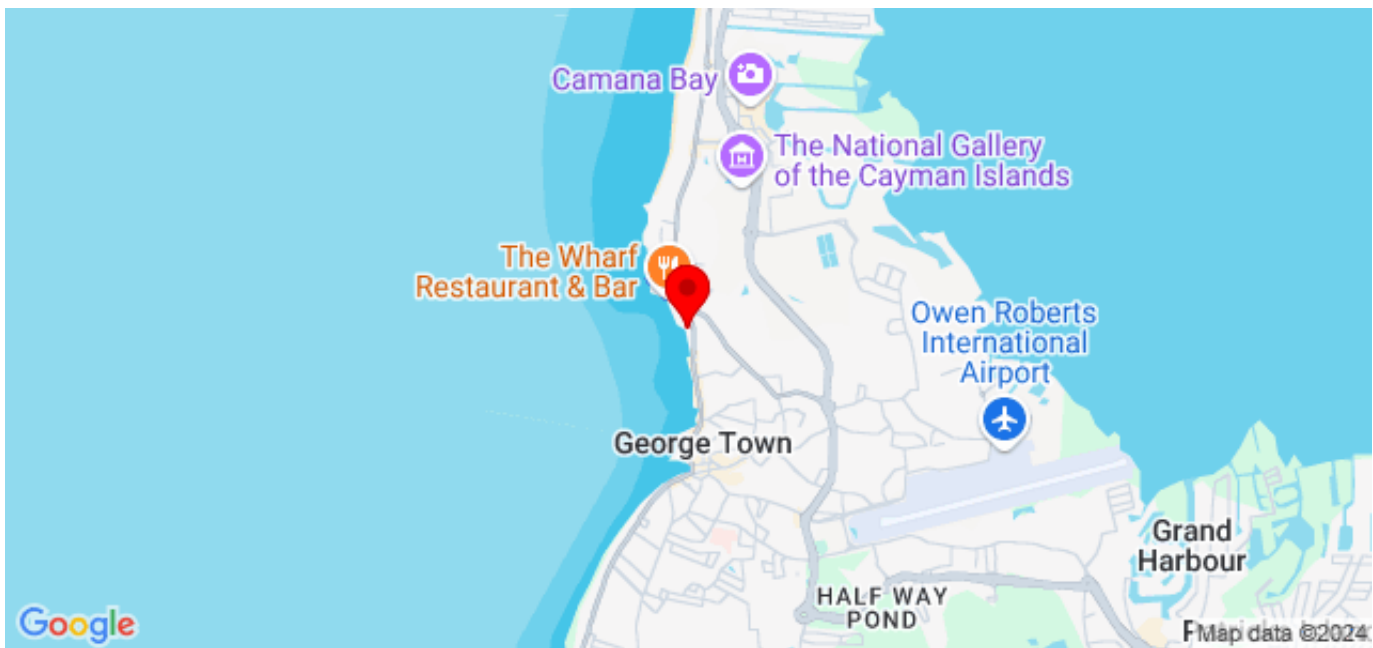 Camana Bay
The National Gallery
of the Cayman Islands
The Wharf
Restaurant & Bar
Owen Roberts
International
Airport
George Town
Grand
Harbour
HALF WAY
POND
Google
Map data ©2024